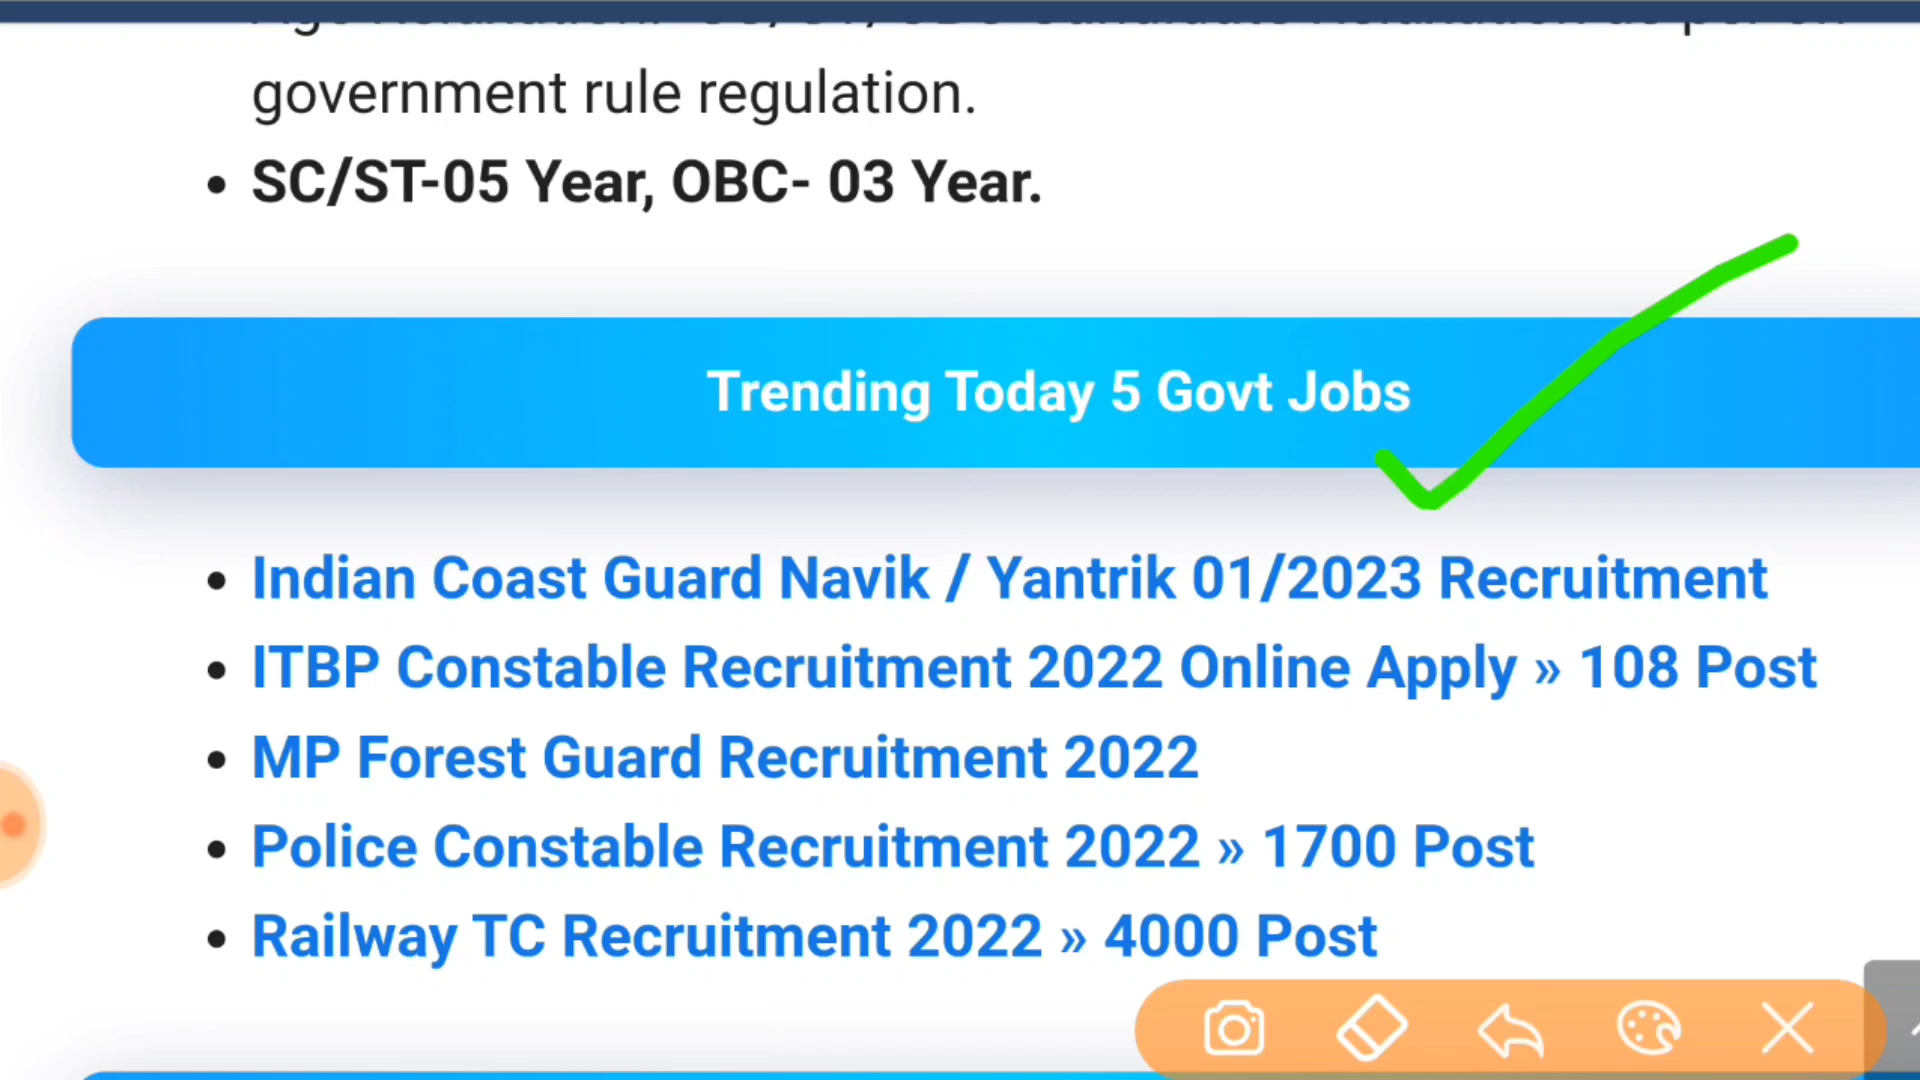 government rule regulation.
SC/ST-05 Year, OBC- 03 Year.
Trending Today 5 Govt Jobs
Indian Coast Guard Navik / Yantrik 01/2023 Recruitment
ITBP Constable Recruitment 2022 Online Apply » 108 Post
MP Forest Guard Recruitment 2022
Police Constable Recruitment 2022 » 1700 Post
Railway TC Recruitment 2022 » 4000 Post